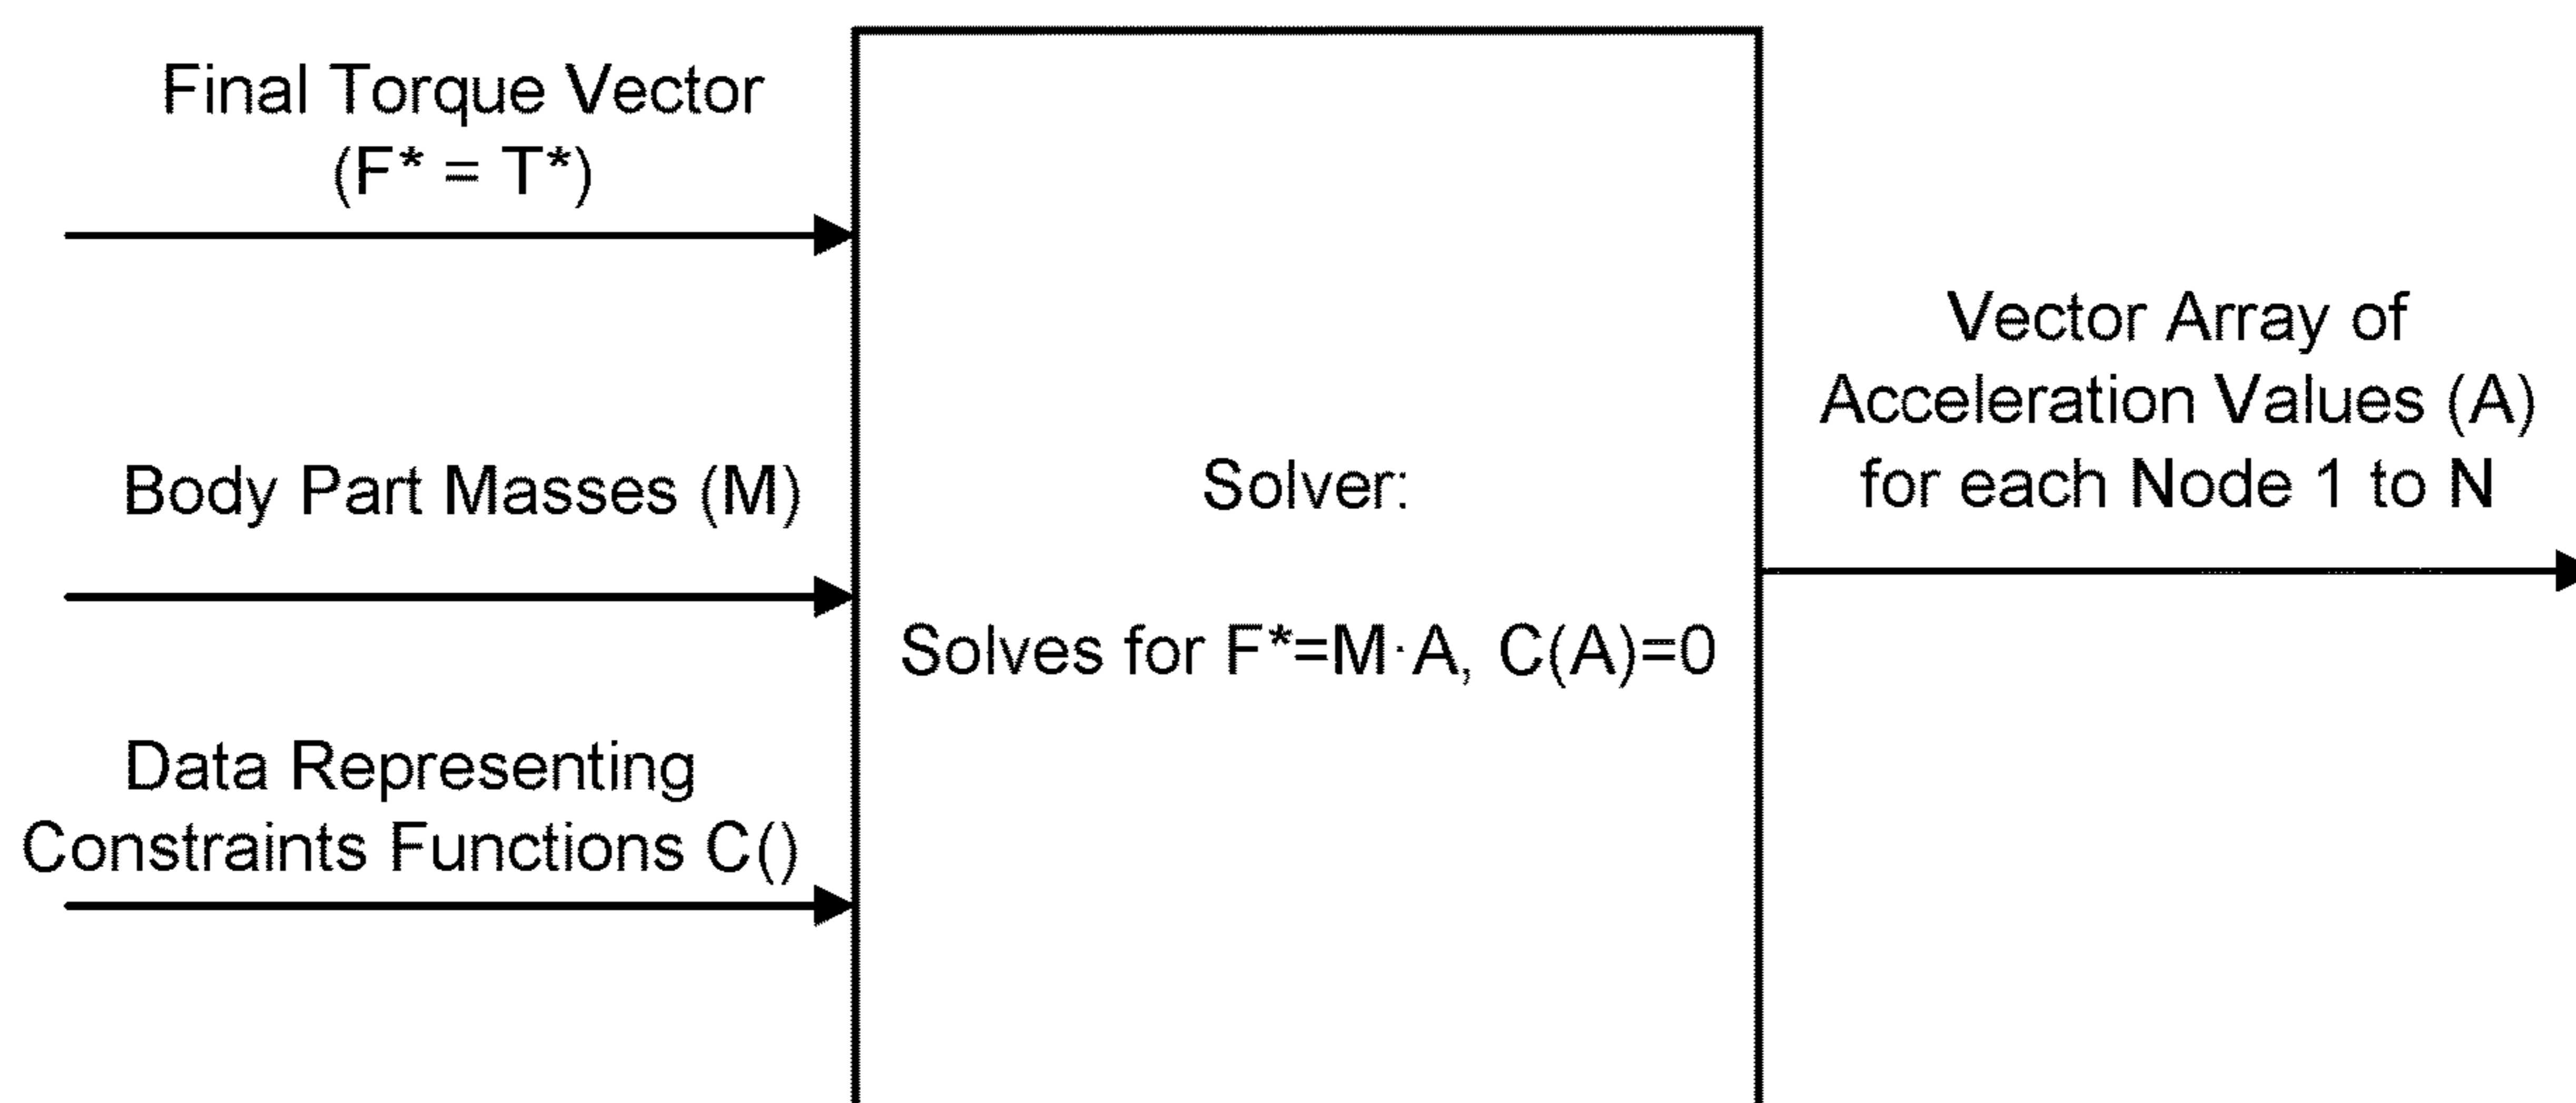 Final Torque Vector
(F* = T*)
Body Part Masses (M)
Data Representing
Constraints Functions C()
Solver:
Solves for F*=M·A, C(A)=0
Vector Array of
Acceleration Values (A)
for each Node 1 to N